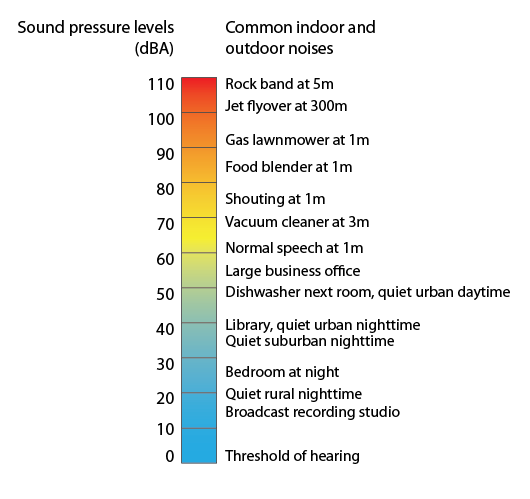 Sound pressure levels
(dBA)
Common indoor and
outdoor noises
110
Rock band at 5m
Jet flyover at 300m
100
Gas lawnmower at 1m
90
Food blender at 1m
80
Shouting at 1m
70
Vacuum cleaner at 3m
Normal speech at 1m
60
Large business office
50
Dishwasher next room, quiet urban daytime
40
Library, quiet urban nighttime
Quiet suburban nighttime
30
Bedroom at night
20
Quiet rural nighttime
Broadcast recording studio
10
0
Threshold of hearing